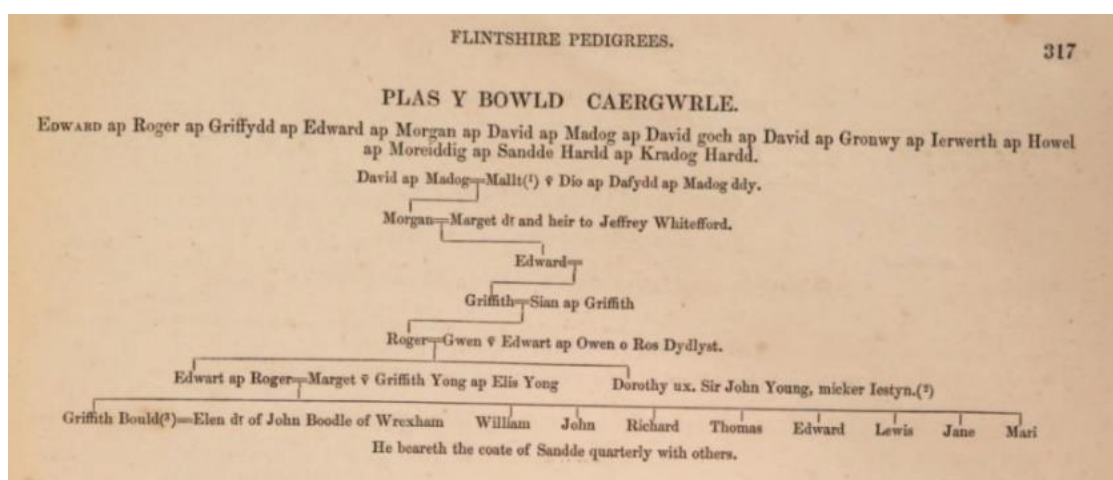 FLINTSHIRE PEDIGREES.
317
PLAS Y BOWLD CAERGWRLE.
EDWARD ap Roger ap Griffydd ap Edward ap Morgan ap David ap Madog ap David goch ap David ap Gronwy ap Ierwerth ap Howel
ap Moreiddig ap Sandde Hardd ap Kradog Hardd.
David ap Madog=Mallt(¹) ꝟ Dio ap Dafydd ap Madog ddy.
Morgan=Marget dr and heir to Jeffrey Whitefford.
Edward=
Griffith=Sian ap Griffith
Roger=Gwen ꝟ Edwart ap Owen o Ros Dydlyst.
Edwart ap Roger=Marget ꝟ Griffith Yong ap Elis Yong Dorothy ux. Sir John Young, micker Iestyn.(²)
Griffith Bould(³)=Elen dr of John Boodle of Wrexham William John Richard Thomas Edward Lewis Jane Mari
He beareth the coate of Sandde quarterly with others.